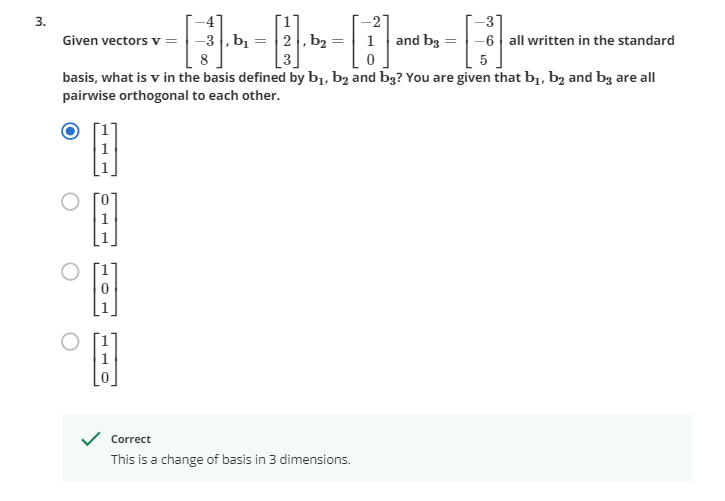 3.
Given vectors v = [-4 -3 8], b₁ = [1 2 3], b₂ = [-2 1 0] and b₃ = [-3 -6 5] all written in the standard
basis, what is v in the basis defined by b₁, b₂ and b₃? You are given that b₁, b₂ and b₃ are all
pairwise orthogonal to each other.
[1 1 1]
[0 1 1]
[1 0 1]
[1 1 0]
Correct
This is a change of basis in 3 dimensions.